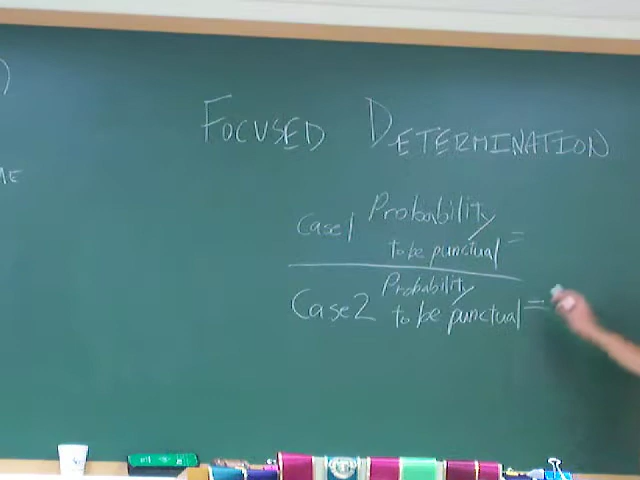 FOCUSED DETERMINATION
Case1 Probability
to be punctual =
Case2 Probability
to be punctual =